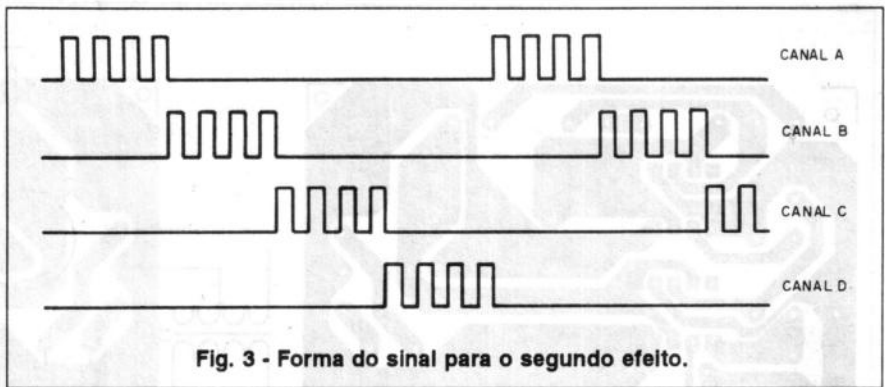 CANAL A
CANAL B
CANAL C
CANAL D
Fig. 3 - Forma do sinal para o segundo efeito.